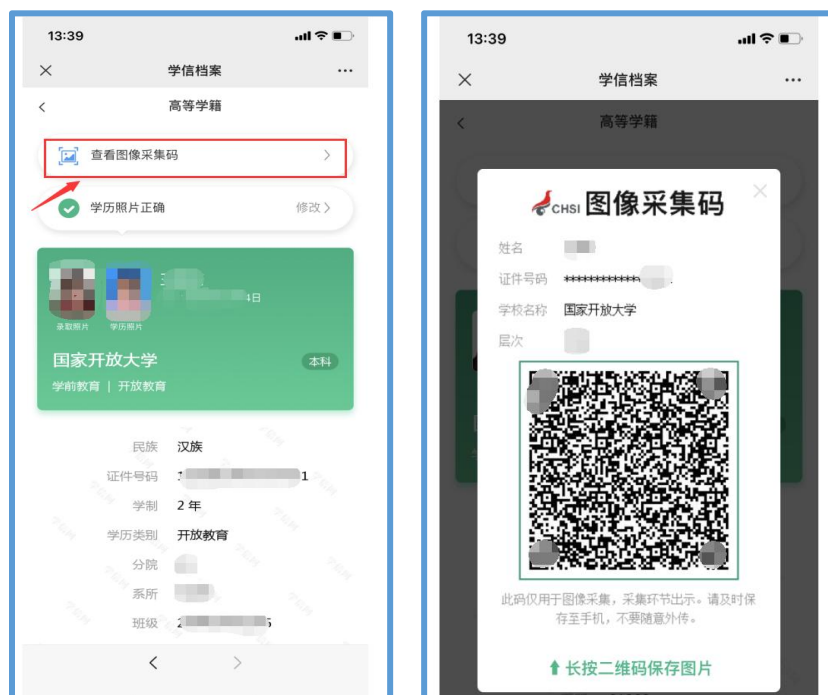 13:39
学信档案
高等学籍
查看图像采集码
学历照片正确 修改
4日
录取照片 学历照片
国家开放大学 本科
学前教育 | 开放教育
民族 汉族
证件号码 1
学制 2 年
学历类别 开放教育
分院
系所
班级
学信网
13:39
学信档案
高等学籍
CHSI 图像采集码
姓名
证件号码 *************
学校名称 国家开放大学
层次
此码仅用于图像采集，采集环节出示。请及时保
存至手机，不要随意外传。
长按二维码保存图片